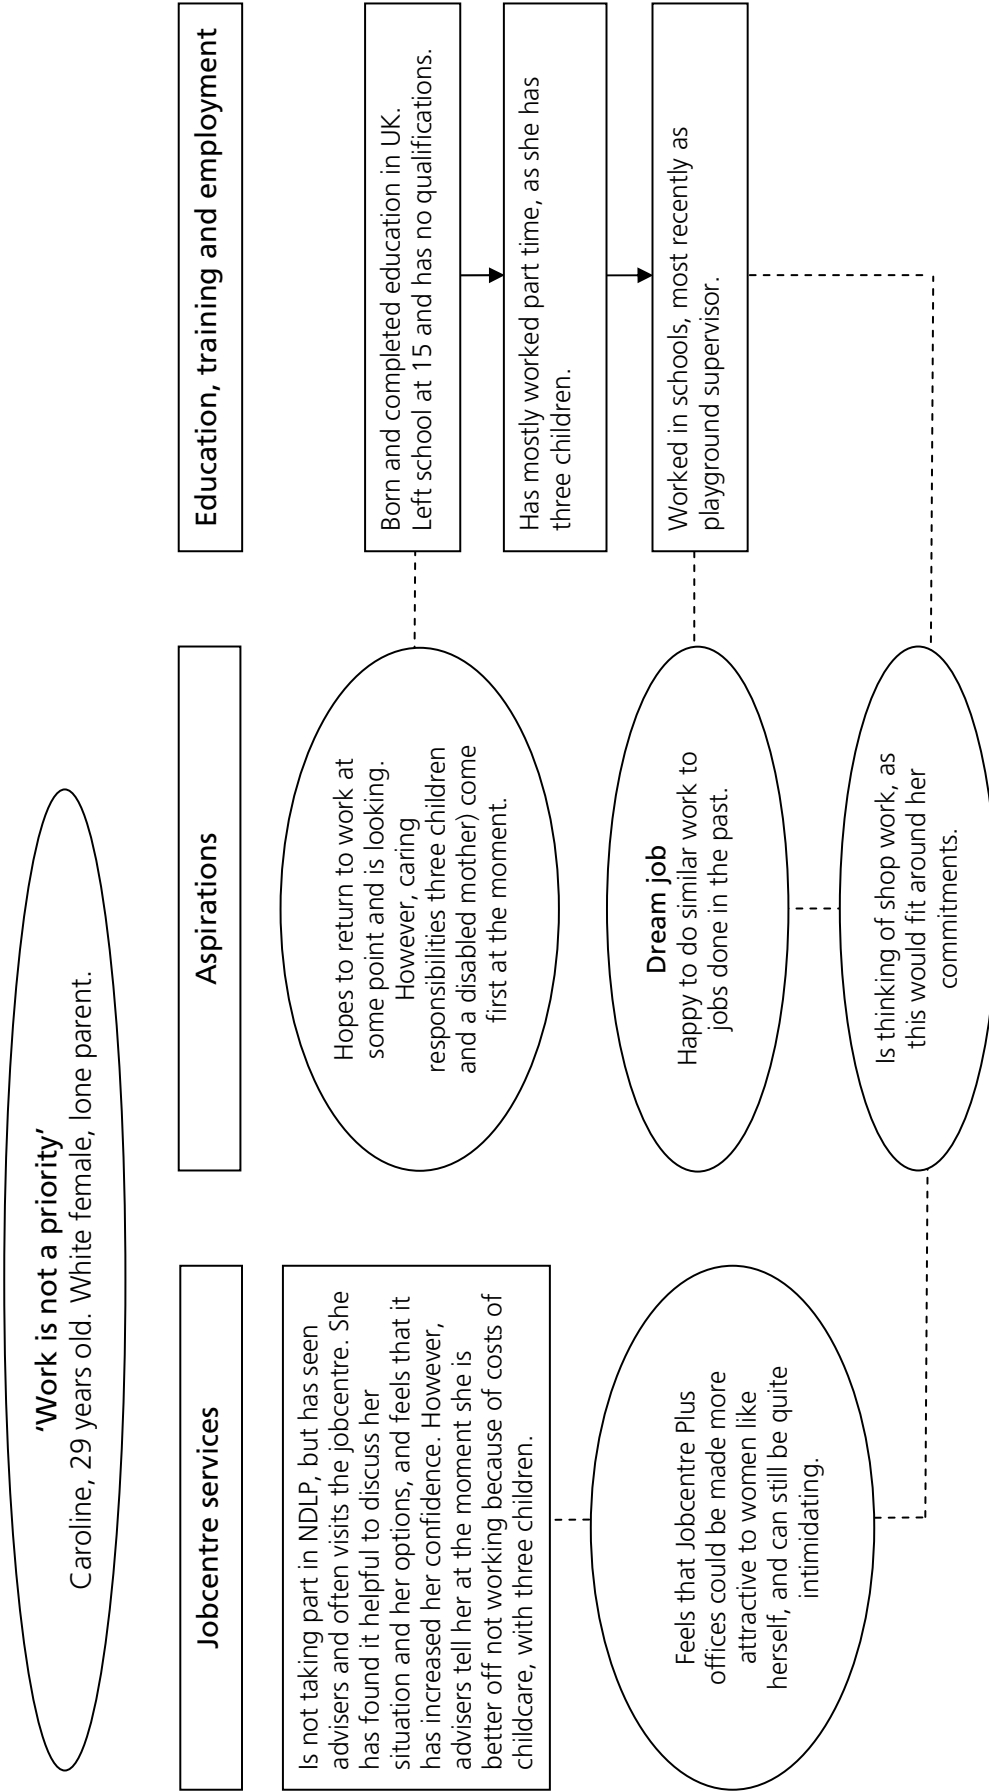 'Work is not a priority'
Caroline, 29 years old. White female, lone parent.
Jobcentre services
Is not taking part in NDLP, but has seen
advisers and often visits the jobcentre. She
has found it helpful to discuss her
situation and her options, and feels that it
has increased her confidence. However,
advisers tell her at the moment she is
better off not working because of costs of
childcare, with three children.
Feels that Jobcentre Plus
offices could be made more
attractive to women like
herself, and can still be quite
intimidating.
Aspirations
Hopes to return to work at
some point and is looking.
However, caring
responsibilities three children
and a disabled mother) come
first at the moment.
Dream job
Happy to do similar work to
jobs done in the past.
Is thinking of shop work, as
this would fit around her
commitments.
Education, training and employment
Born and completed education in UK.
Left school at 15 and has no qualifications.
Has mostly worked part time, as she has
three children.
Worked in schools, most recently as
playground supervisor.